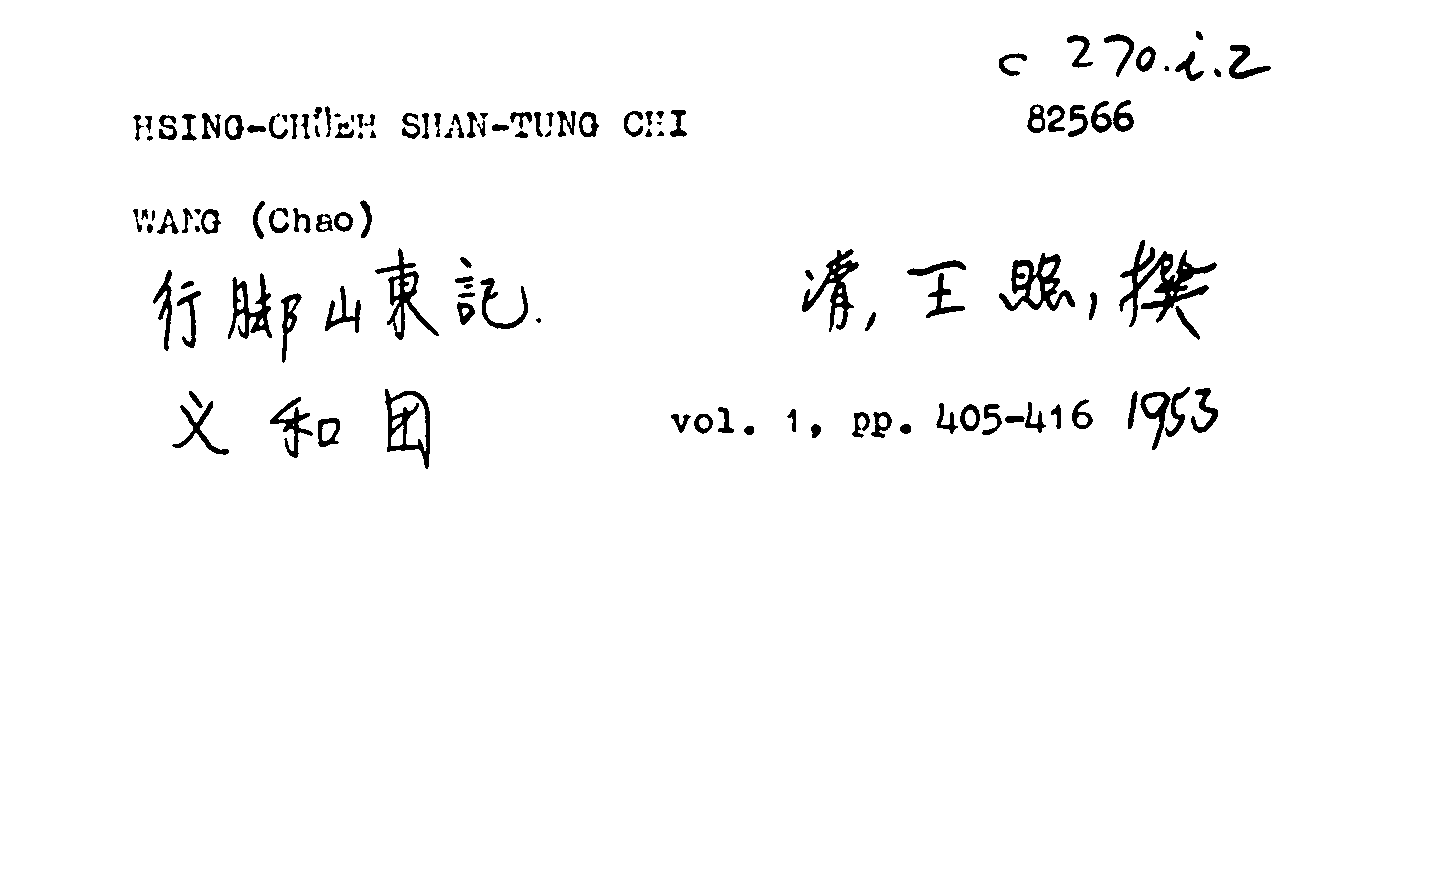 c 270.i.2
HSING-CHÜEH SHAN-TUNG CHI 82566
WANG (Chao)
行脚山東記. 清, 王照, 撰
义和团 vol. 1, pp. 405-416 1953